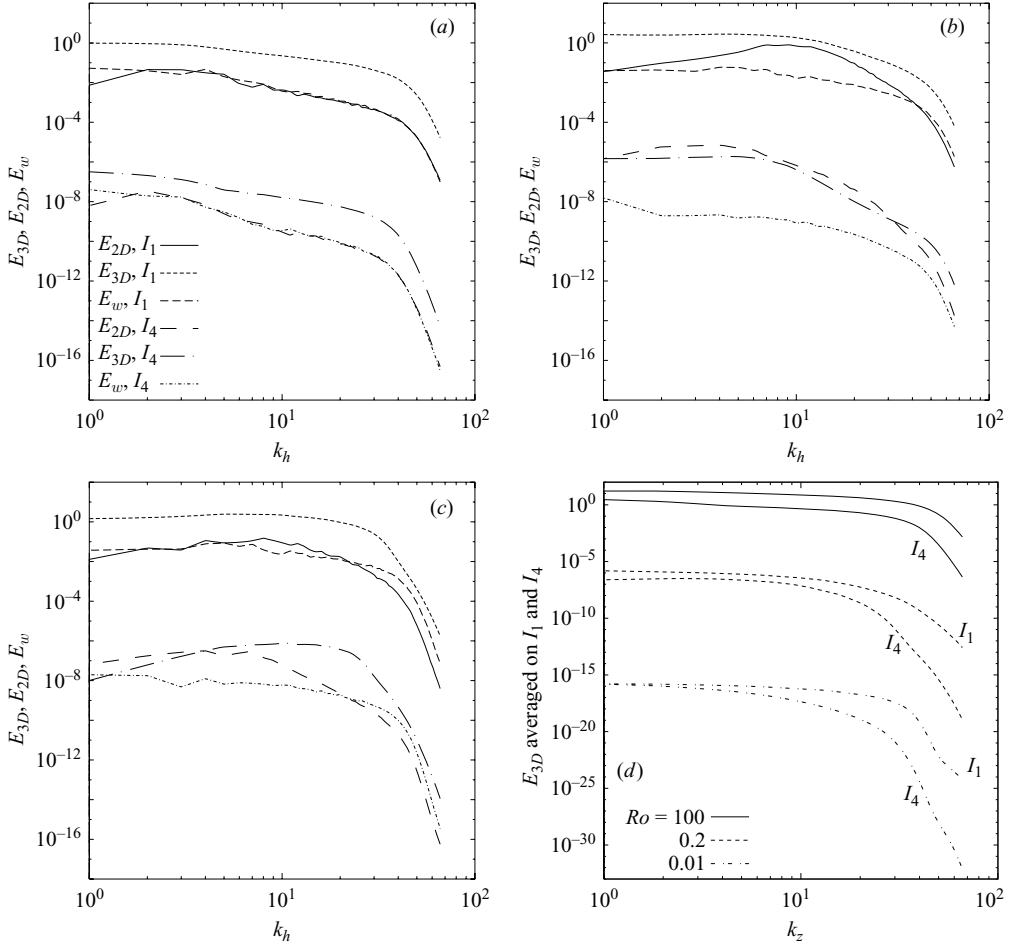 (a)
10^0
10^−4
10^−8
10^−12
10^−16
E_3D, E_2D, E_w
E_2D, I_1
E_3D, I_1
E_w, I_1
E_2D, I_4
E_3D, I_4
E_w, I_4
10^0 10^1 10^2
k_h
(b)
10^0
10^−4
10^−8
10^−12
10^−16
E_3D, E_2D, E_w
10^0 10^1 10^2
k_h
(c)
10^0
10^−4
10^−8
10^−12
10^−16
E_3D, E_2D, E_w
10^0 10^1 10^2
k_h
10^0
10^−5
10^−10
10^−15
10^−20
10^−25
10^−30
E_3D averaged on I_1 and I_4
I_4
I_1
I_4
I_1
I_4
(d)
Ro = 100
0.2
0.01
10^0 10^1 10^2
k_z